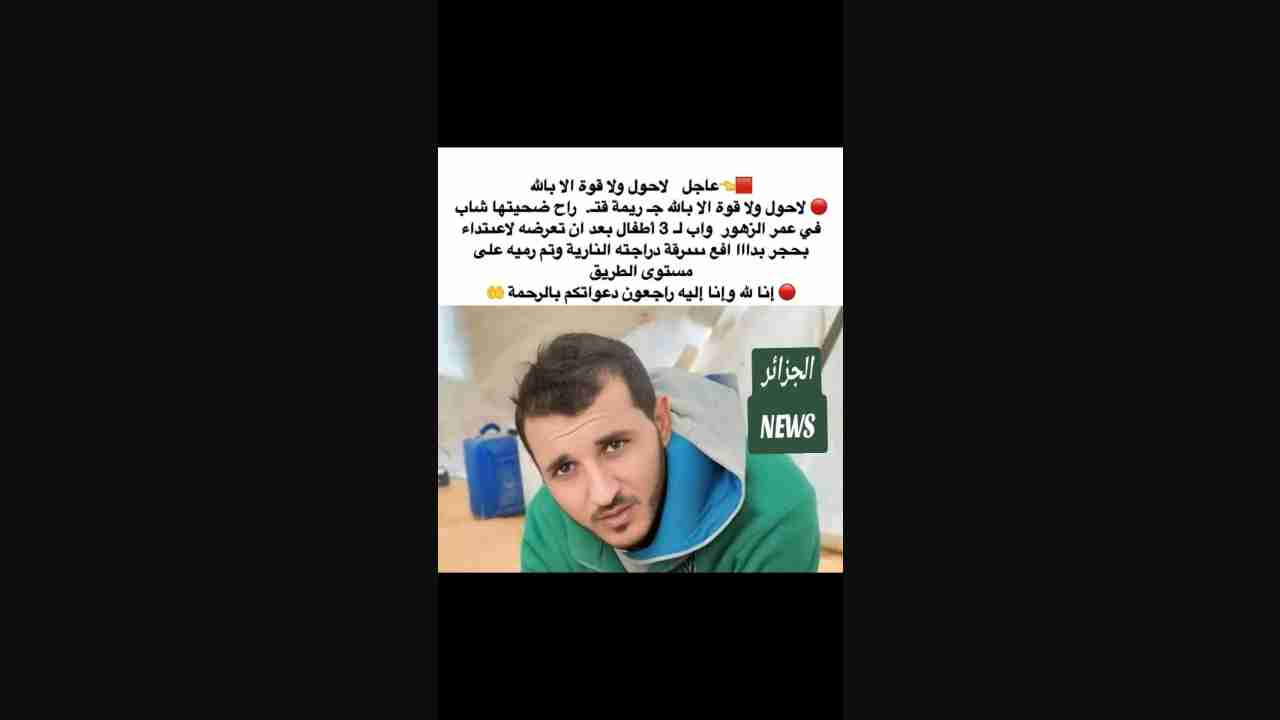 عاجل لاحول ولا قوة الا بالله
لاحول ولا قوة الا بالله جـ ريمة قتـ. راح ضحيتها شاب
في عمر الزهور واب لـ 3 أطفال بعد ان تعرضه لاعتداء
بحجر بدااا افع سسرقة دراجته النارية وتم رميه على
مستوى الطريق
إنا لله وإنا إليه راجعون دعواتكم بالرحمة
الجزائر
NEWS